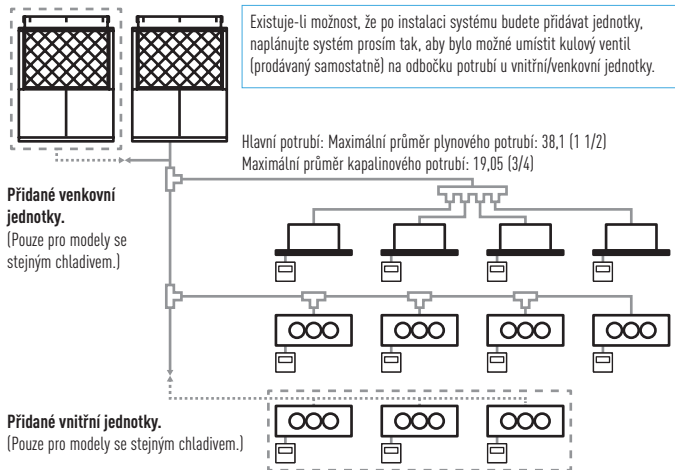 Existuje-li možnost, že po instalaci systému budete přidávat jednotky,
naplánujte systém prosím tak, aby bylo možné umístit kulový ventil
(prodávaný samostatně) na odbočku potrubí u vnitřní/venkovní jednotky.
Hlavní potrubí: Maximální průměr plynového potrubí: 38,1 (1 1/2)
Maximální průměr kapalinového potrubí: 19,05 (3/4)
Přidané venkovní
jednotky.
(Pouze pro modely se
stejným chladivem.)
Přidané vnitřní jednotky.
(Pouze pro modely se stejným chladivem.)